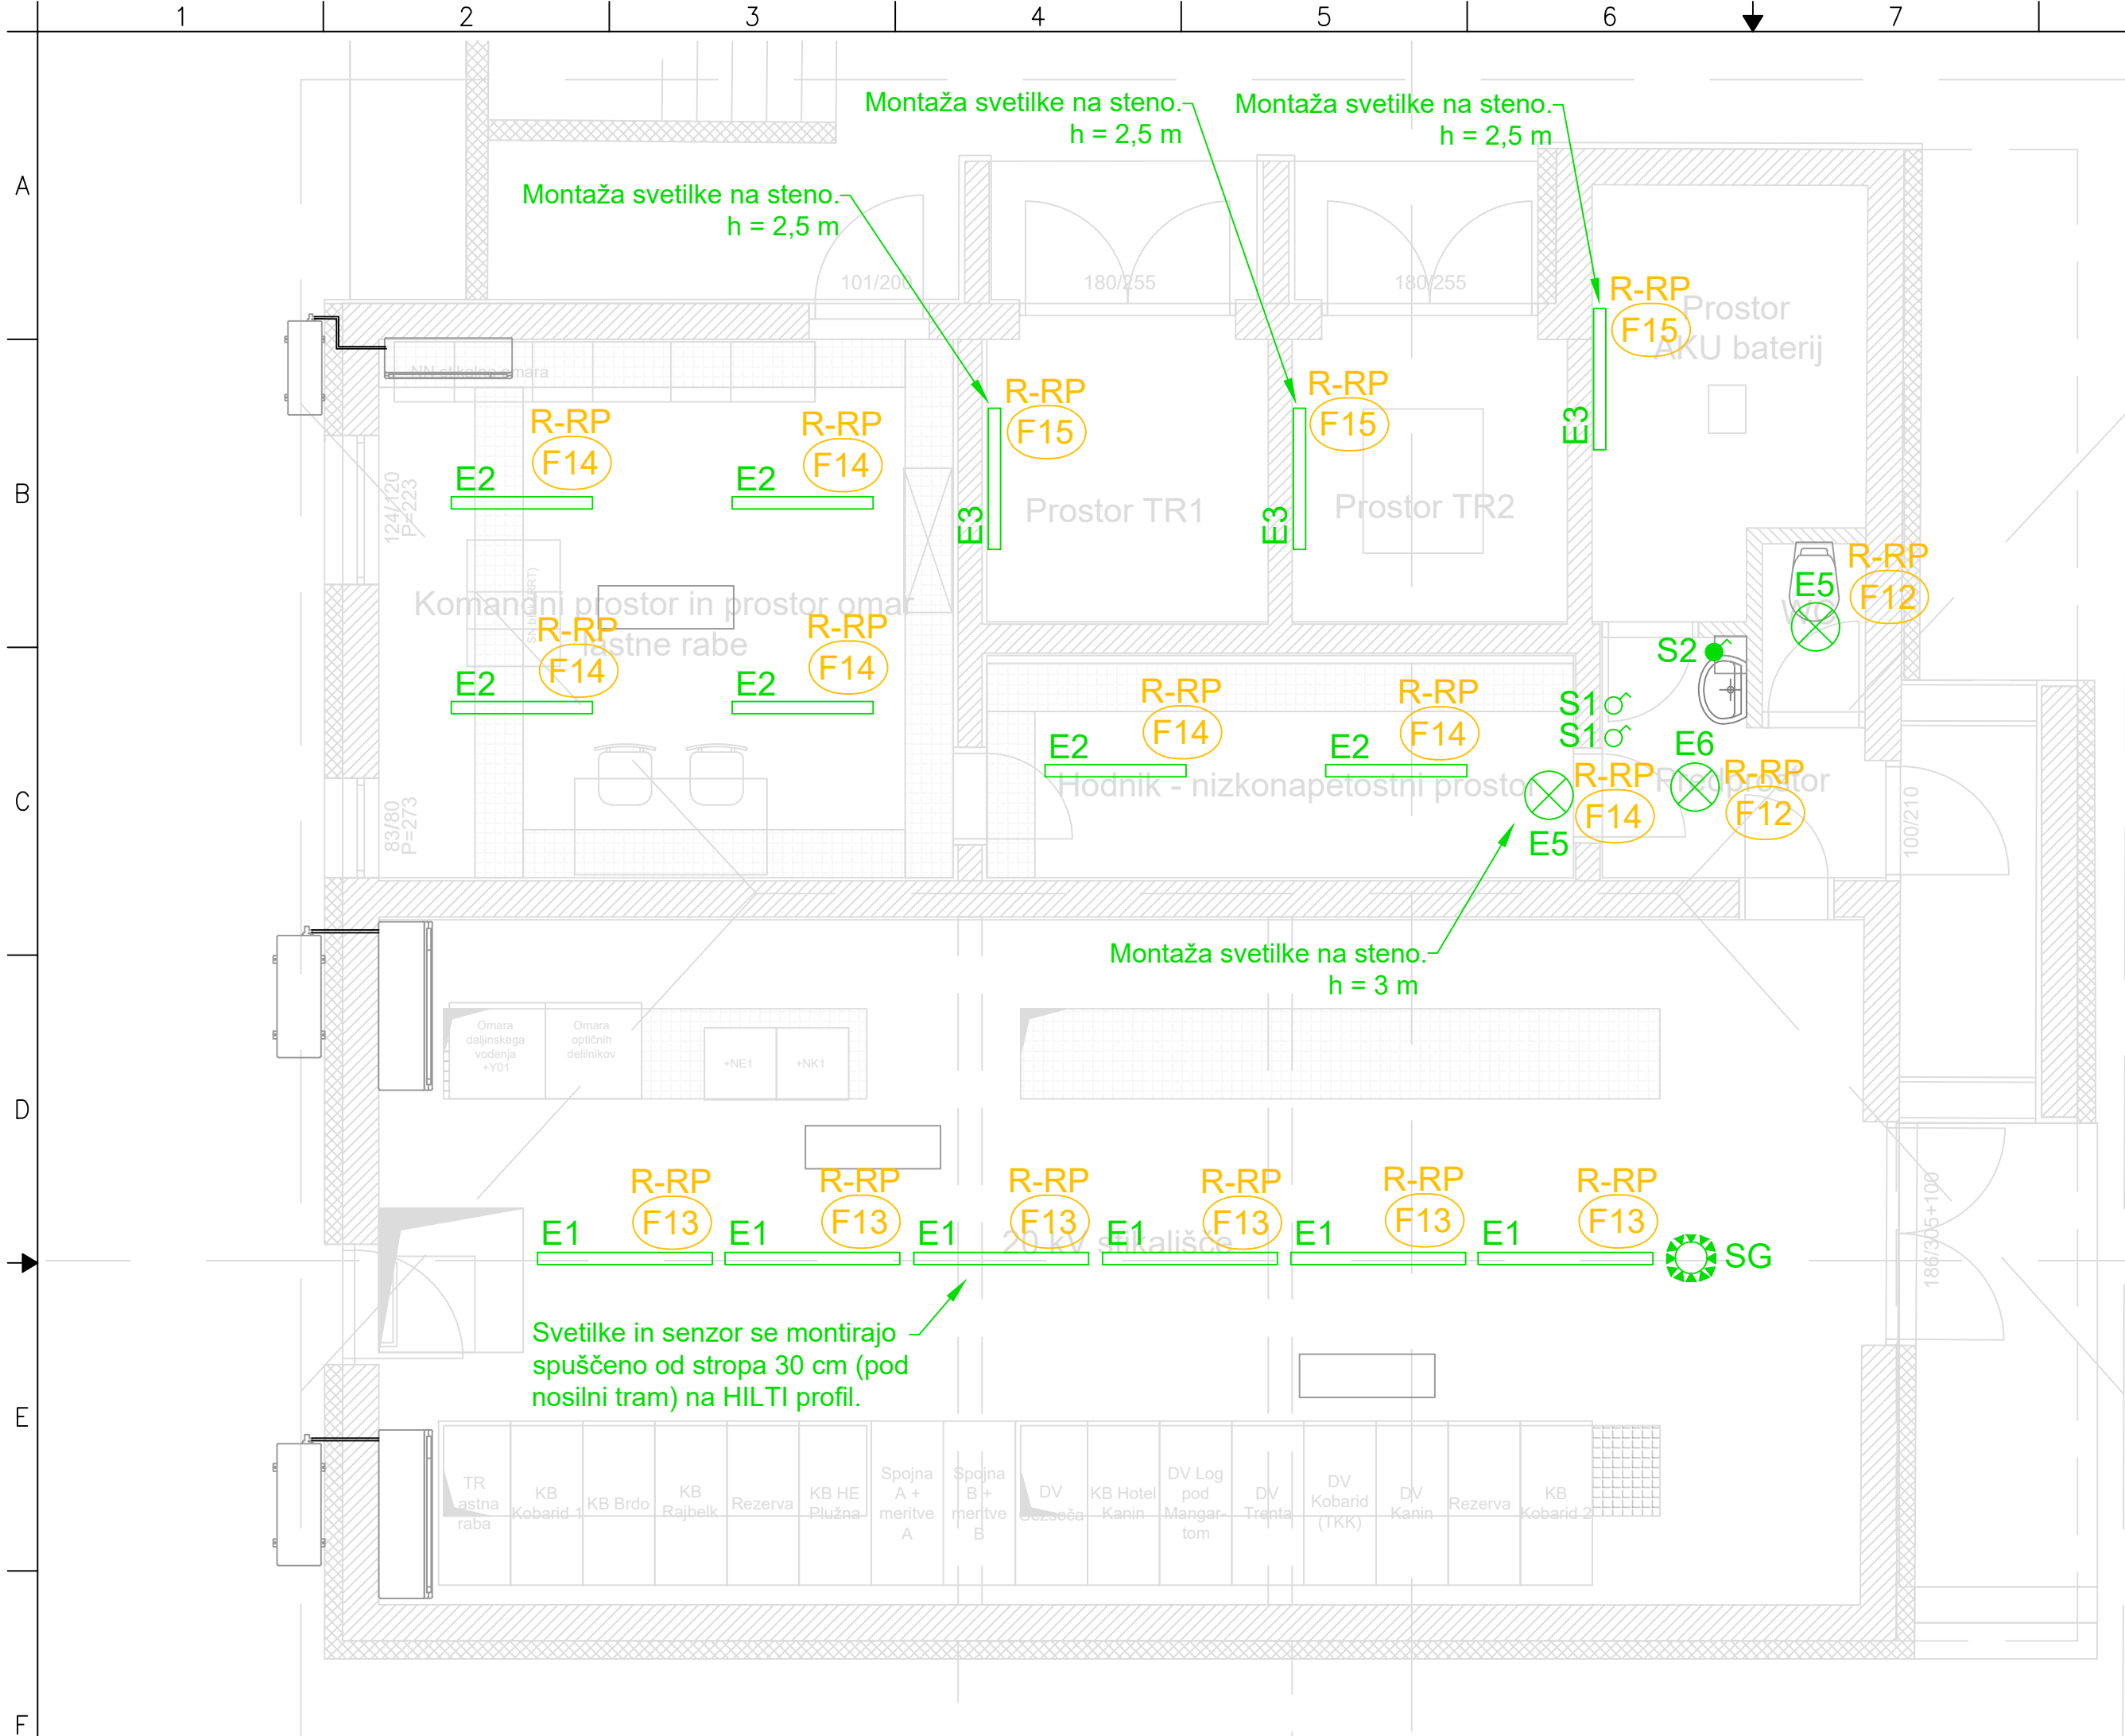 1 2 3 4 5 6 7
A
B
C
D
E
F
Montaža svetilke na steno.
h = 2,5 m
Montaža svetilke na steno.
h = 2,5 m
Montaža svetilke na steno.
h = 2,5 m
101/200
180/255
180/255
R-RP
F15
Prostor
AKU baterij
E3
NN stikalna omara
R-RP
F14
E2
R-RP
F14
E2
R-RP
F15
E3
Prostor TR1
R-RP
F15
E3
Prostor TR2
124/120
P=223
Komandni prostor in prostor omar
lastne rabe
R-RP
F14
E2
R-RP
F14
E2
R-RP
F12
E5
WC
S2
S1
S1
R-RP
F14
E2
R-RP
F14
E2
Hodnik - nizkonapetostni prostor
E6
R-RP
F14
E5
Predprostor
R-RP
F12
83/80
P=273
100/210
Montaža svetilke na steno.
h = 3 m
Omara
daljinskega
vodenja
+Y01
Omara
optičnih
delilnikov
+NE1
+NK1
R-RP
F13
E1
R-RP
F13
E1
R-RP
F13
E1
R-RP
F13
E1
R-RP
F13
E1
R-RP
F13
E1
20 kV stikališče
SG
186/305+100
Svetilke in senzor se montirajo
spuščeno od stropa 30 cm (pod
nosilni tram) na HILTI profil.
TR
lastna
raba
KB
Kobarid 1
KB Brdo
KB
Rajbelk
Rezerva
KB HE
Plužna
Spojna
A +
meritve
A
Spojna
B +
meritve
B
DV
KB Hotel
Kanin
DV Log
pod
Mangar-
tom
DV
Trenta
DV
Kobarid
(TKK)
DV
Kanin
Rezerva
KB
Kobarid 2